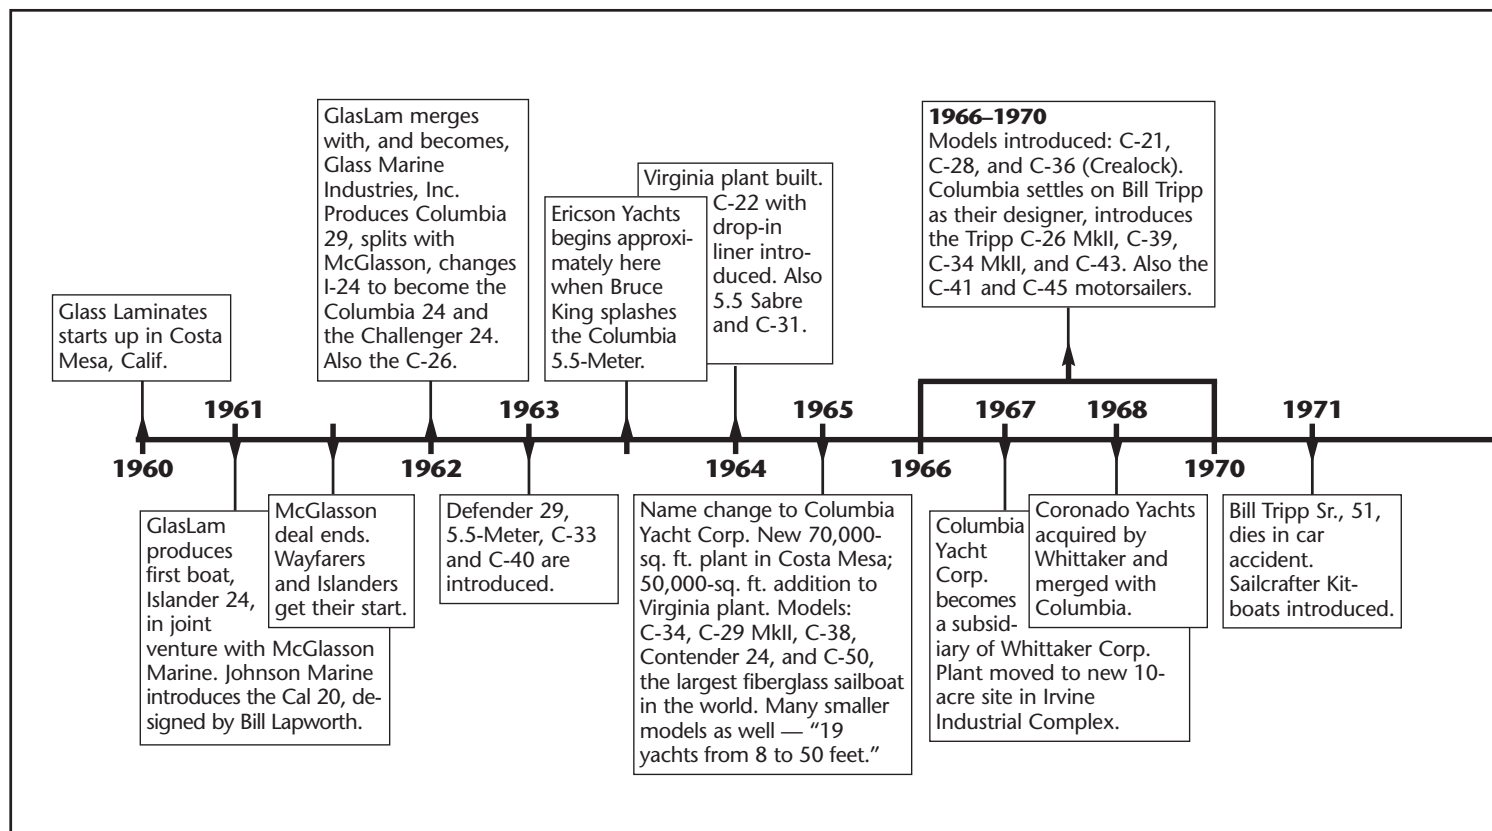 Glass Laminates
starts up in Costa
Mesa, Calif.
GlasLam merges
with, and becomes,
Glass Marine
Industries, Inc.
Produces Columbia
29, splits with
McGlasson, changes
I-24 to become the
Columbia 24 and
the Challenger 24.
Also the C-26.
Ericson Yachts
begins approxi-
mately here
when Bruce
King splashes
the Columbia
5.5-Meter.
Virginia plant built.
C-22 with
drop-in
liner intro-
duced. Also
5.5 Sabre
and C-31.
1966–1970
Models introduced: C-21,
C-28, and C-36 (Crealock).
Columbia settles on Bill Tripp
as their designer, introduces
the Tripp C-26 MkII, C-39,
C-34 MkII, and C-43. Also the
C-41 and C-45 motorsailers.
1961
1963
1965
1967
1968
1971
1960
1962
1964
1966
1970
GlasLam
produces
first boat,
Islander 24,
in joint
venture with McGlasson
Marine. Johnson Marine
introduces the Cal 20, de-
signed by Bill Lapworth.
McGlasson
deal ends.
Wayfarers
and Islanders
get their start.
Defender 29,
5.5-Meter, C-33
and C-40 are
introduced.
Name change to Columbia
Yacht Corp. New 70,000-
sq. ft. plant in Costa Mesa;
50,000-sq. ft. addition to
Virginia plant. Models:
C-34, C-29 MkII, C-38,
Contender 24, and C-50,
the largest fiberglass sailboat
in the world. Many smaller
models as well — “19
yachts from 8 to 50 feet.”
Columbia
Yacht
Corp.
becomes
a subsid-
iary of Whittaker Corp.
Plant moved to new 10-
acre site in Irvine
Industrial Complex.
Coronado Yachts
acquired by
Whittaker and
merged with
Columbia.
Bill Tripp Sr., 51,
dies in car
accident.
Sailcrafter Kit-
boats introduced.